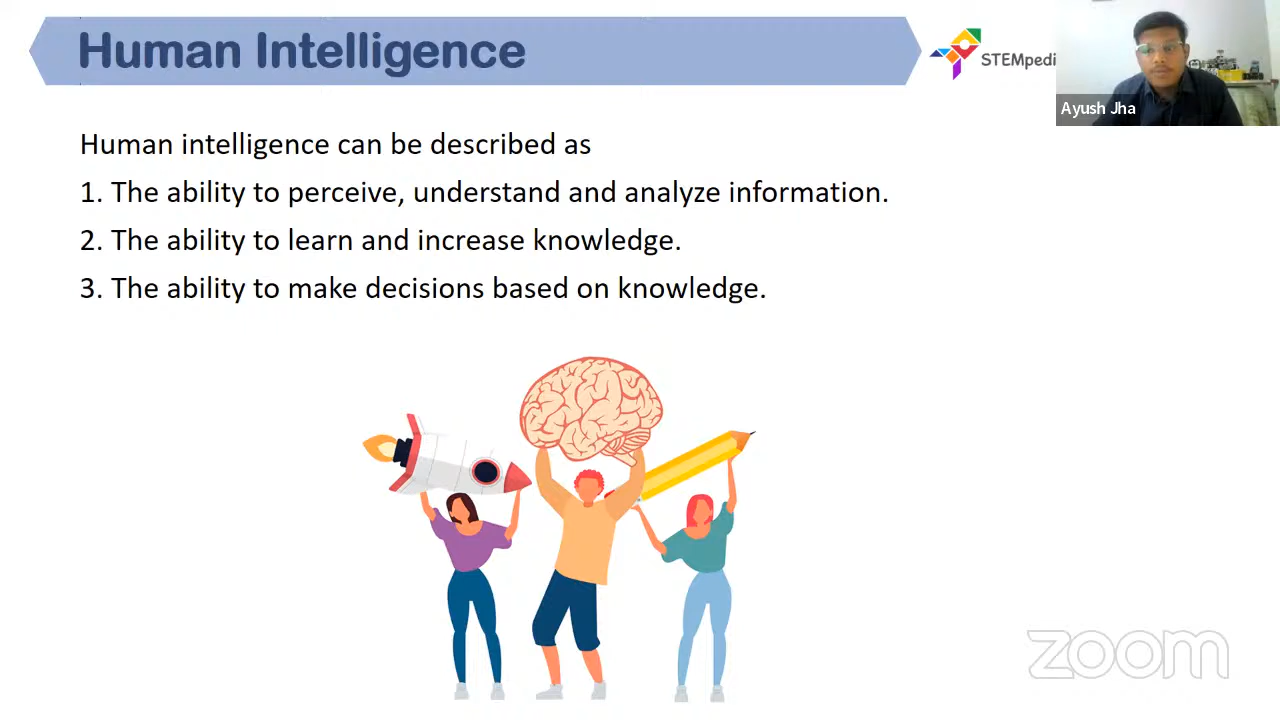 Human Intelligence
STEMpedi
Ayush Jha
Human intelligence can be described as
1. The ability to perceive, understand and analyze information.
2. The ability to learn and increase knowledge.
3. The ability to make decisions based on knowledge.
zoom